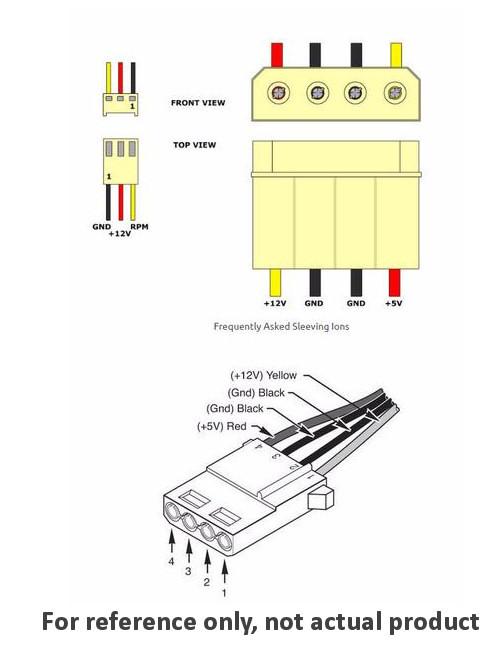 1
FRONT VIEW
TOP VIEW
1
GND RPM
+12V
+12V GND GND +5V
Frequently Asked Sleeving Ions
(+12V) Yellow
(Gnd) Black
(Gnd) Black
(+5V) Red
4 3 2 1
4 3 2 1
For reference only, not actual product